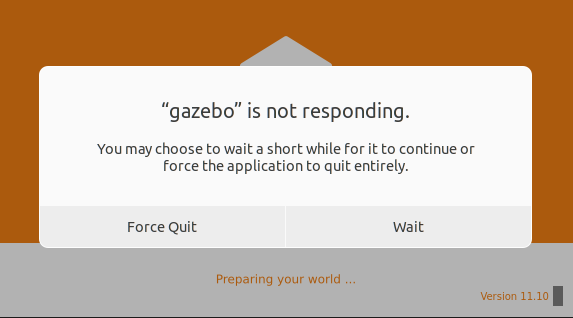 “gazebo” is not responding.
You may choose to wait a short while for it to continue or
force the application to quit entirely.
Force Quit
Wait
Preparing your world ...
Version 11.10